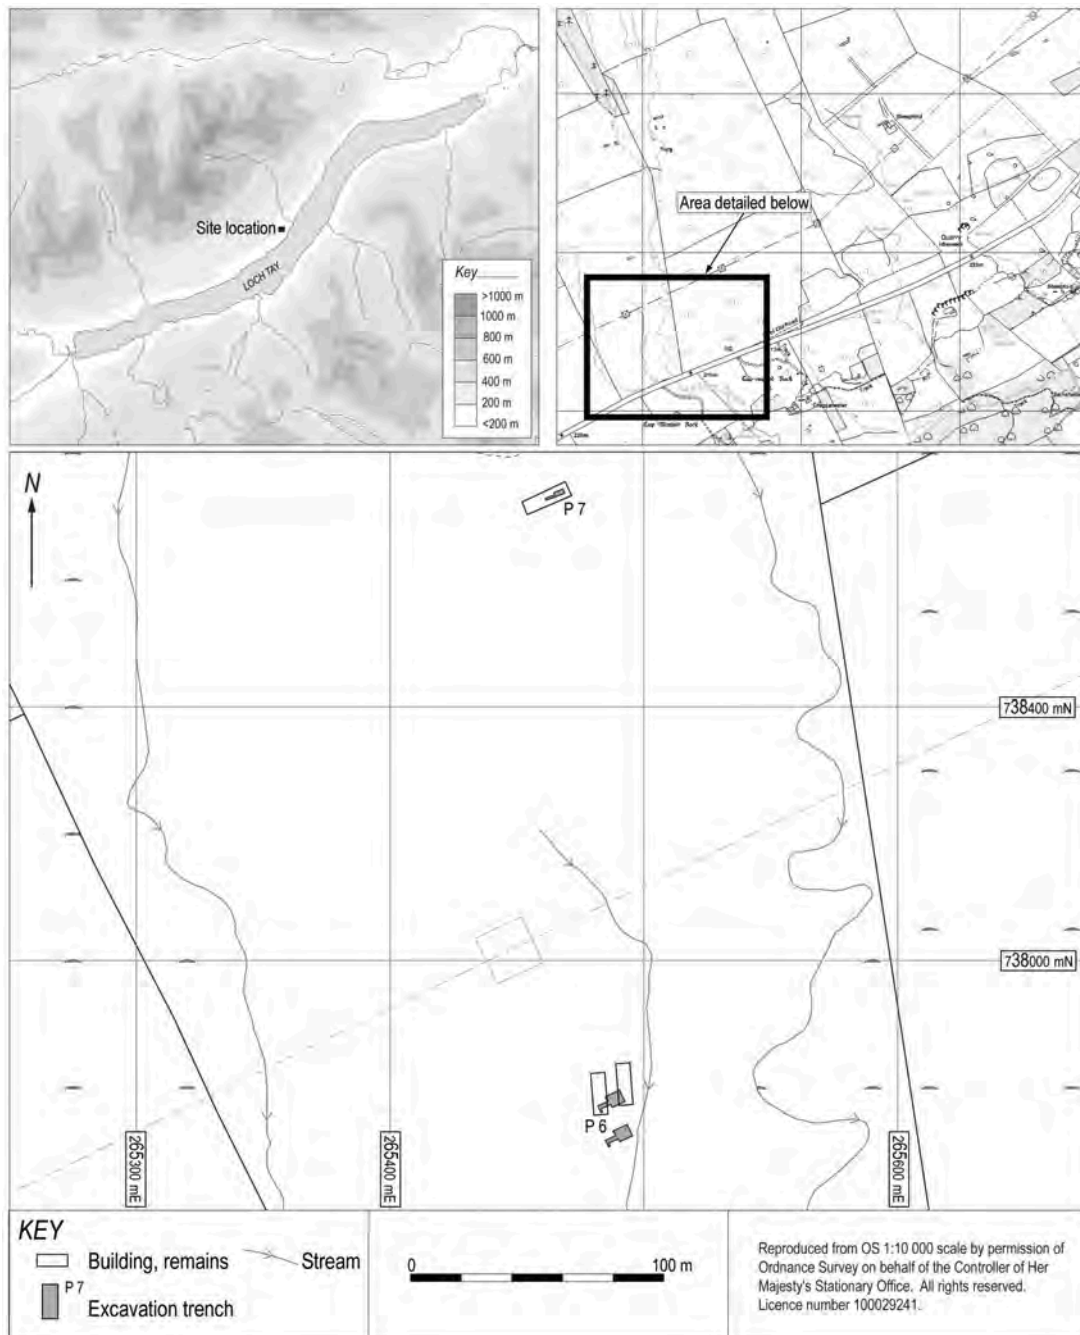 Site location
LOCH TAY
Key
>1000 m
1000 m
800 m
600 m
400 m
200 m
<200 m
Area detailed below
Quarry
N
P 7
738400 mN
738000 mN
P 6
265300 mE
265400 mE
265600 mE
KEY
Building, remains
Stream
P 7
Excavation trench
0
100 m
Reproduced from OS 1:10 000 scale by permission of
Ordnance Survey on behalf of the Controller of Her
Majesty's Stationary Office. All rights reserved.
Licence number 100029241.